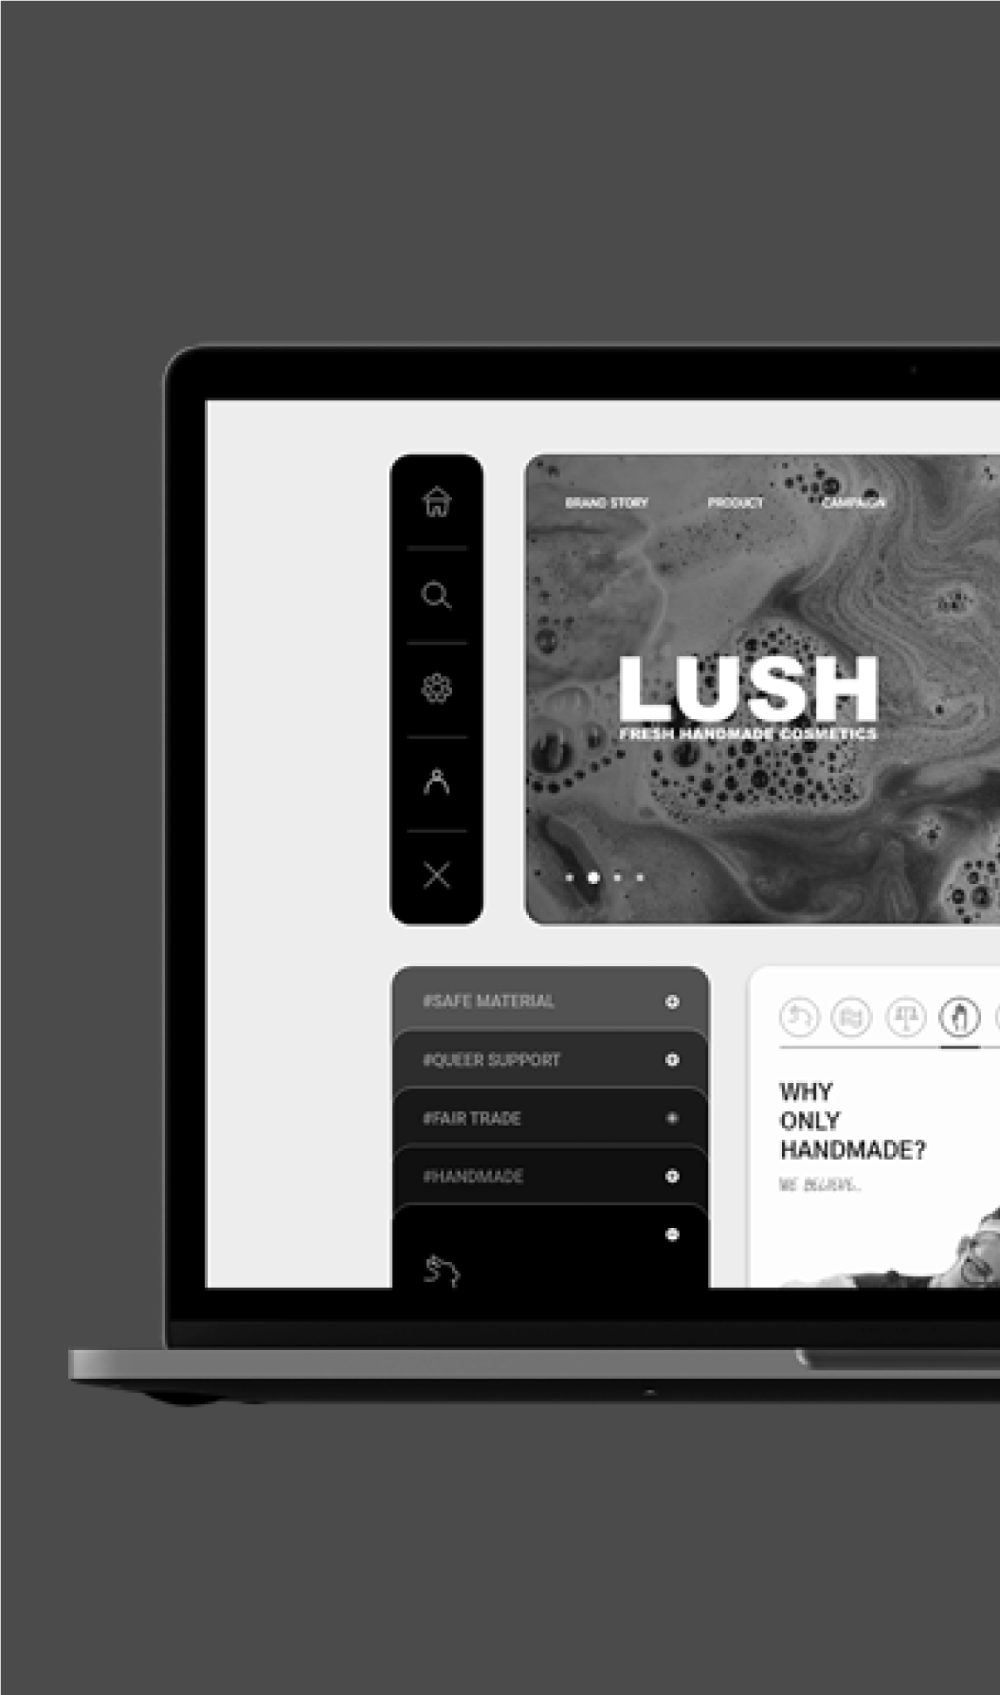 BRAND STORY PRODUCT CAMPAIGN
LUSH
FRESH HANDMADE COSMETICS
#SAFE MATERIAL
#QUEER SUPPORT
#FAIR TRADE
#HANDMADE
WHY
ONLY
HANDMADE?
WE BELIEVE..